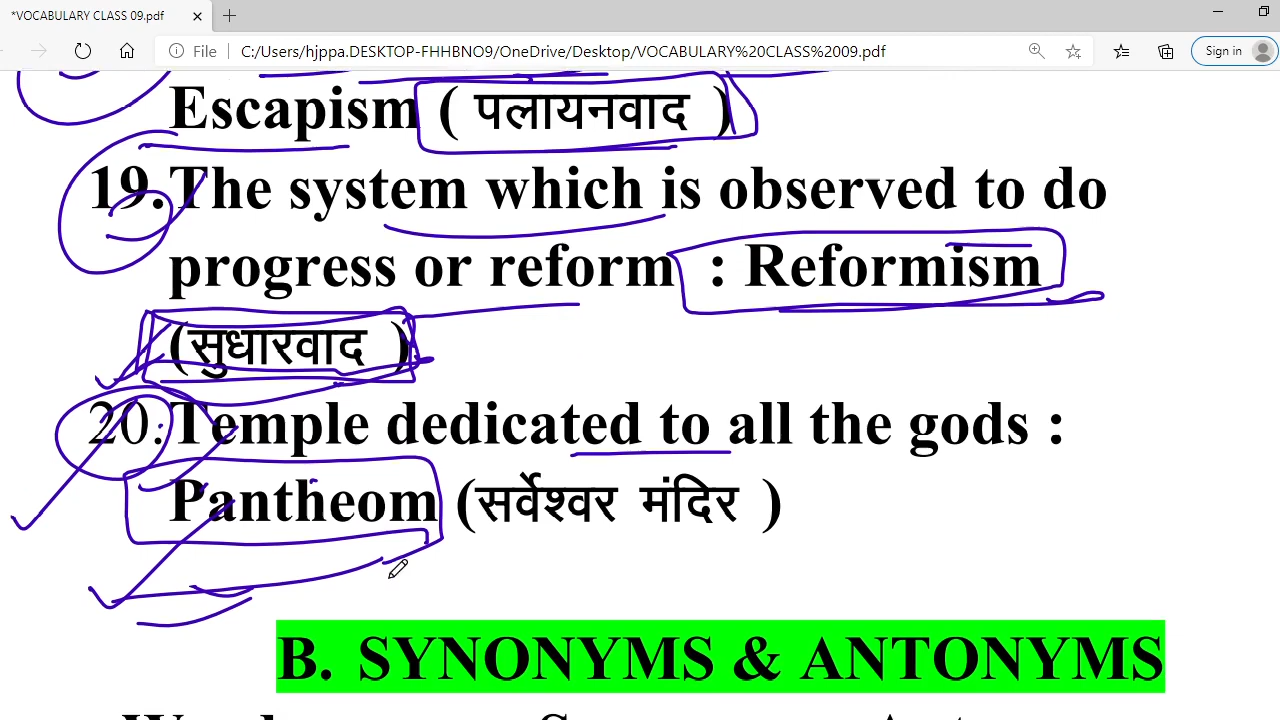 *VOCABULARY CLASS 09.pdf
File C:/Users/hjppa.DESKTOP-FHHBNO9/OneDrive/Desktop/VOCABULARY%20CLASS%2009.pdf Sign in
Escapism ( पलायनवाद )
19. The system which is observed to do
progress or reform : Reformism
(सुधारवाद )
20. Temple dedicated to all the gods :
Pantheom (सर्वेश्वर मंदिर )
B. SYNONYMS & ANTONYMS